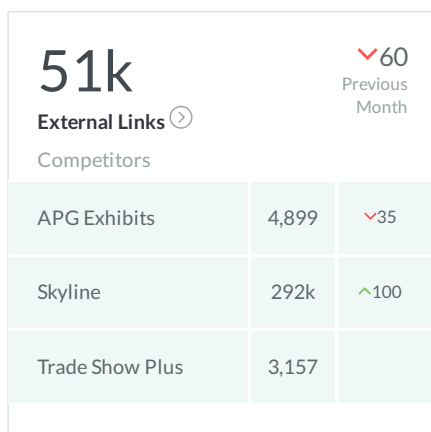 51k
60
Previous
Month
External Links
Competitors
APG Exhibits 4,899 35
Skyline 292k 100
Trade Show Plus 3,157